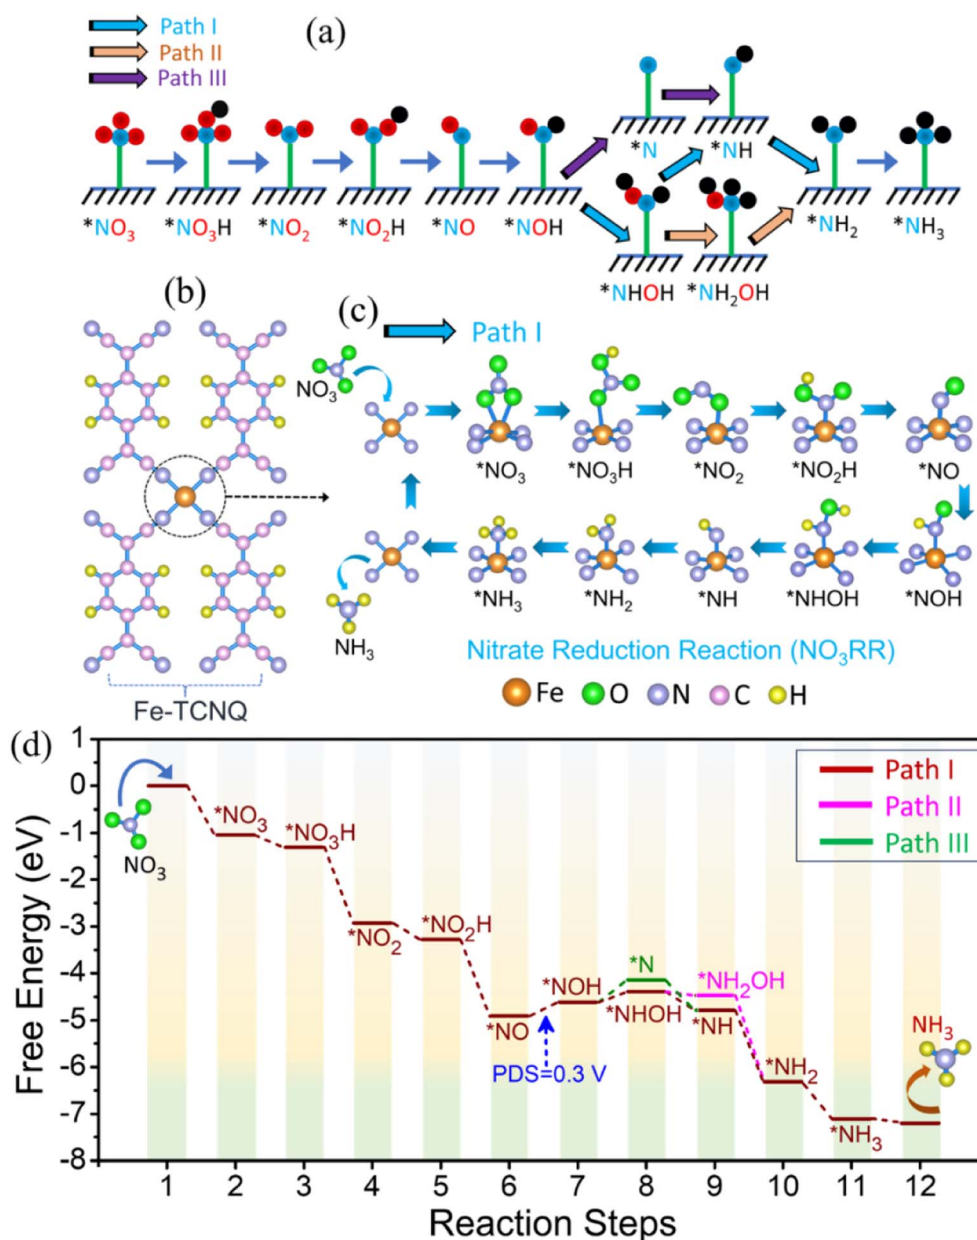 (a)
Path I
Path II
Path III
*N
*NH
*NO₃
*NO₃H
*NO₂
*NO₂H
*NO
*NOH
*NHOH
*NH₂OH
*NH₂
*NH₃
(b)
Fe-TCNQ
(c)
Path I
NO₃
*NO₃
*NO₃H
*NO₂
*NO₂H
*NO
NH₃
*NH₃
*NH₂
*NH
*NHOH
*NOH
Nitrate Reduction Reaction (NO₃RR)
Fe
O
N
C
H
(d)
Free Energy (eV)
1
0
-1
-2
-3
-4
-5
-6
-7
-8
Path I
Path II
Path III
NO₃
*NO₃
*NO₃H
*NO₂
*NO₂H
*NO
*NOH
*N
*NHOH
*NH₂OH
*NH
*NH₂
*NH₃
NH₃
PDS=0.3 V
1 2 3 4 5 6 7 8 9 10 11 12
Reaction Steps